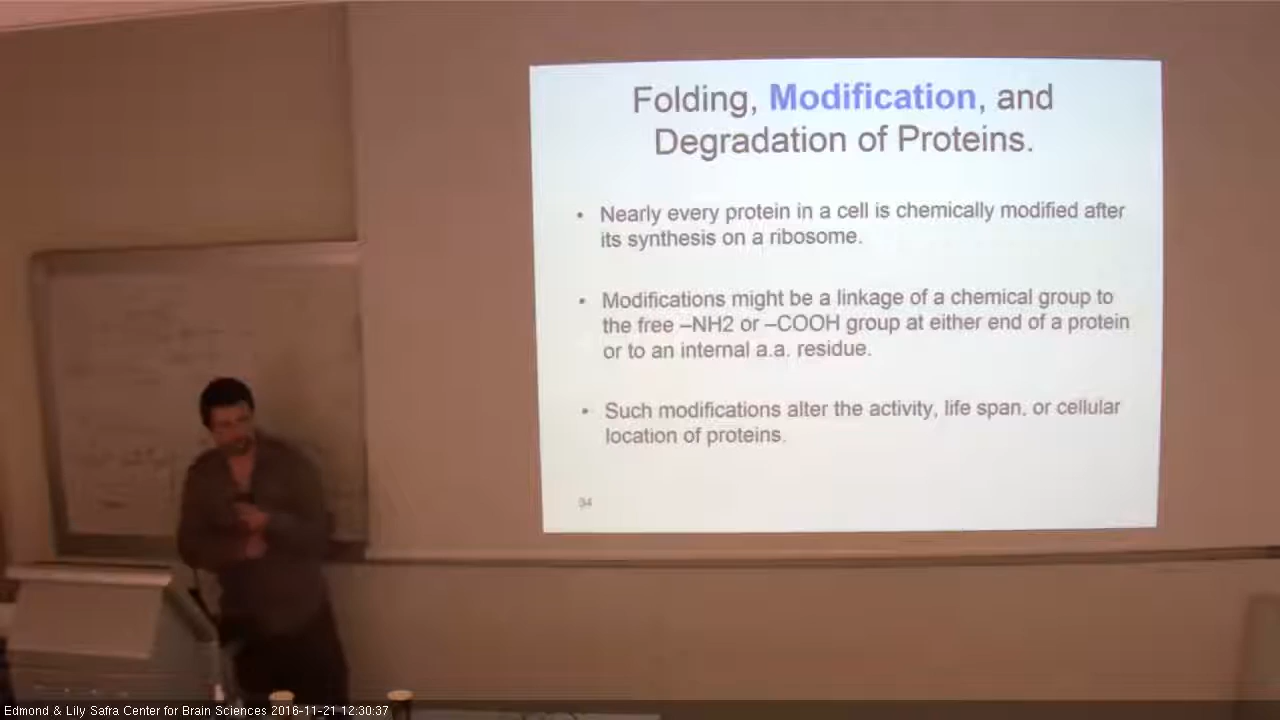 Folding, Modification, and
Degradation of Proteins.
• Nearly every protein in a cell is chemically modified after
its synthesis on a ribosome.
• Modifications might be a linkage of a chemical group to
the free –NH2 or –COOH group at either end of a protein
or to an internal a.a. residue.
• Such modifications alter the activity, life span, or cellular
location of proteins.
34
Edmond & Lily Safra Center for Brain Sciences 2016-11-21 12:30:37